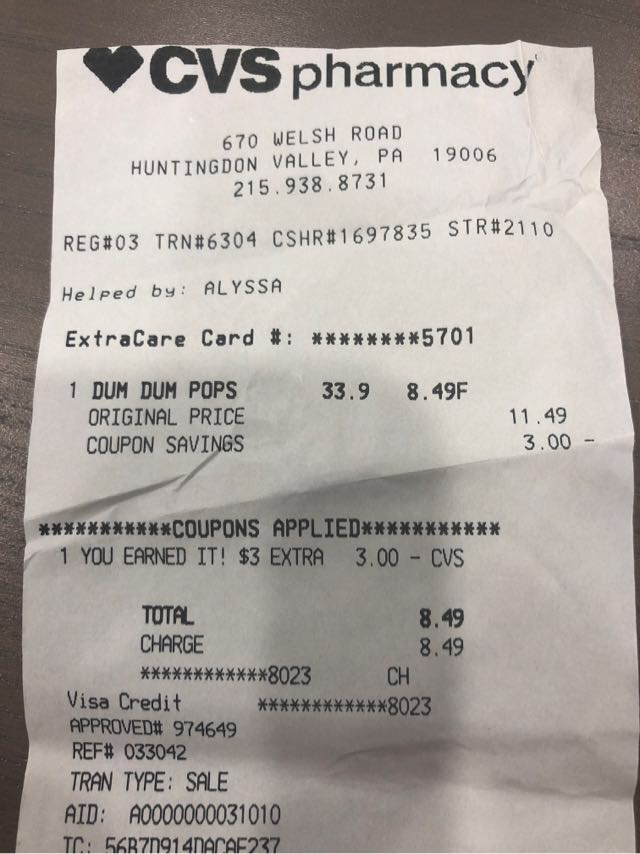 CVS pharmacy
670 WELSH ROAD
HUNTINGDON VALLEY, PA 19006
215.938.8731
REG#03 TRN#6304 CSHR#1697835 STR#2110
Helped by: ALYSSA
ExtraCare Card #: ********5701
1 DUM DUM POPS 33.9 8.49F
ORIGINAL PRICE 11.49
COUPON SAVINGS 3.00 -
***********COUPONS APPLIED***********
1 YOU EARNED IT! $3 EXTRA 3.00 - CVS
TOTAL 8.49
CHARGE 8.49
************8023 CH
Visa Credit ************8023
APPROVED# 974649
REF# 033042
TRAN TYPE: SALE
AID: A0000000031010
TC: 56B7D914DACAF237